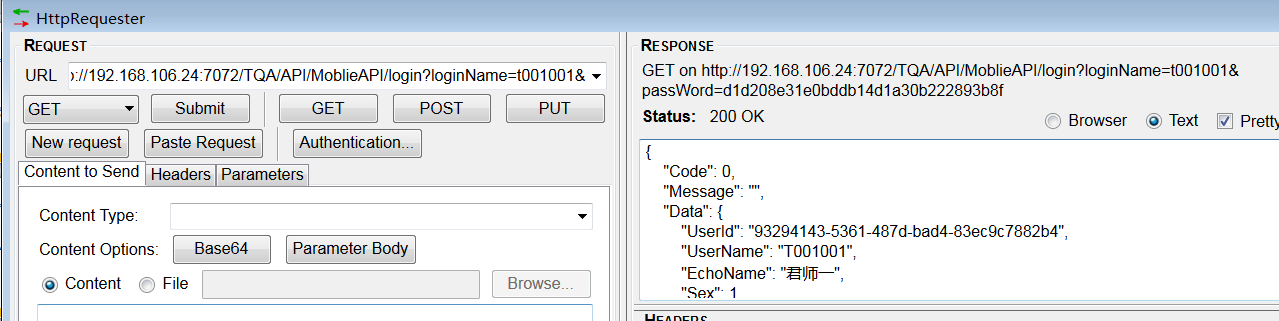 HttpRequester
REQUEST
URL
://192.168.106.24:7072/TQA/API/MoblieAPI/login?loginName=t001001&
GET
Submit
GET
POST
PUT
New request
Paste Request
Authentication...
Content to Send
Headers
Parameters
Content Type:
Content Options:
Base64
Parameter Body
Content
File
Browse...
RESPONSE
GET on http://192.168.106.24:7072/TQA/API/MoblieAPI/login?loginName=t001001&
passWord=d1d208e31e0bddb14d1a30b222893b8f
Status: 200 OK
Browser
Text
Pretty
{
"Code": 0,
"Message": "",
"Data": {
"UserId": "93294143-5361-487d-bad4-83ec9c7882b4",
"UserName": "T001001",
"EchoName": "君师一",
"Sex": 1
HEADERS